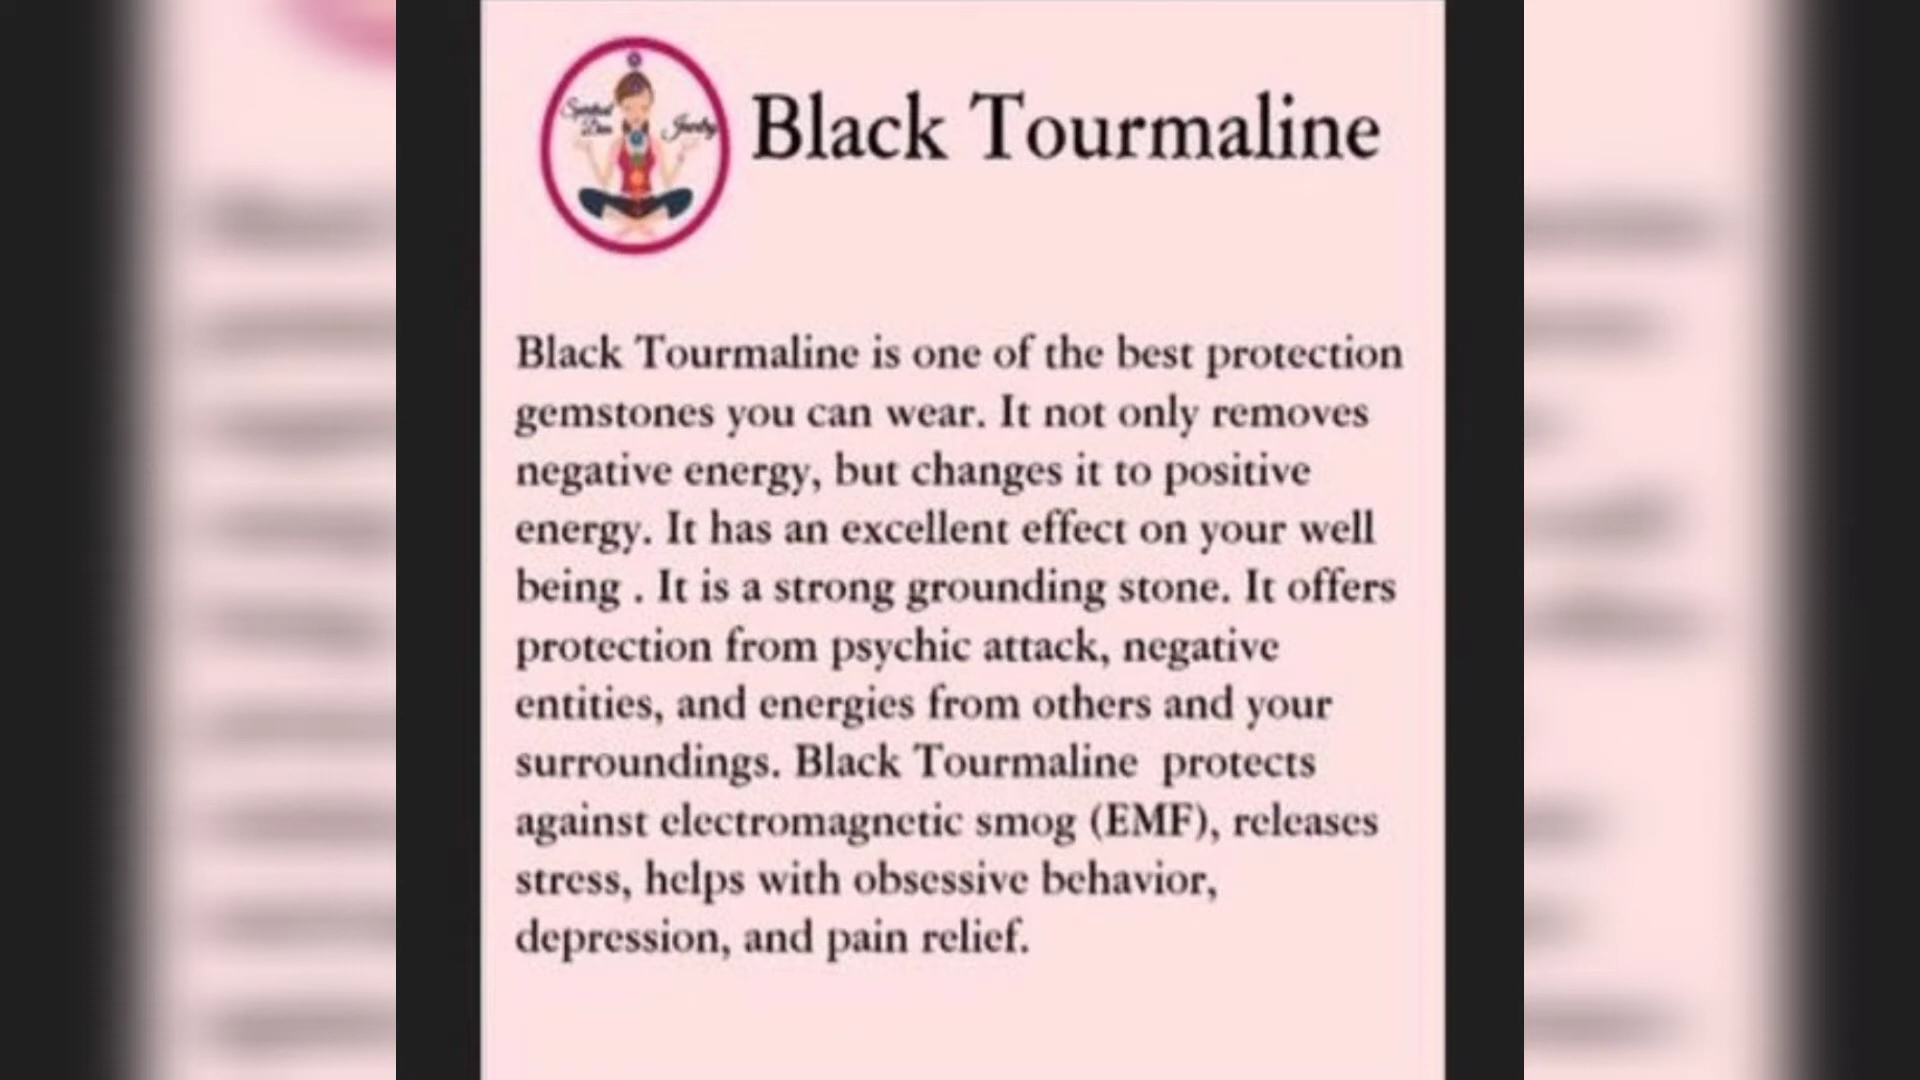 Spiritual
Diva
Jewelry
Black Tourmaline
Black Tourmaline is one of the best protection
gemstones you can wear. It not only removes
negative energy, but changes it to positive
energy. It has an excellent effect on your well
being . It is a strong grounding stone. It offers
protection from psychic attack, negative
entities, and energies from others and your
surroundings. Black Tourmaline  protects
against electromagnetic smog (EMF), releases
stress, helps with obsessive behavior,
depression, and pain relief.